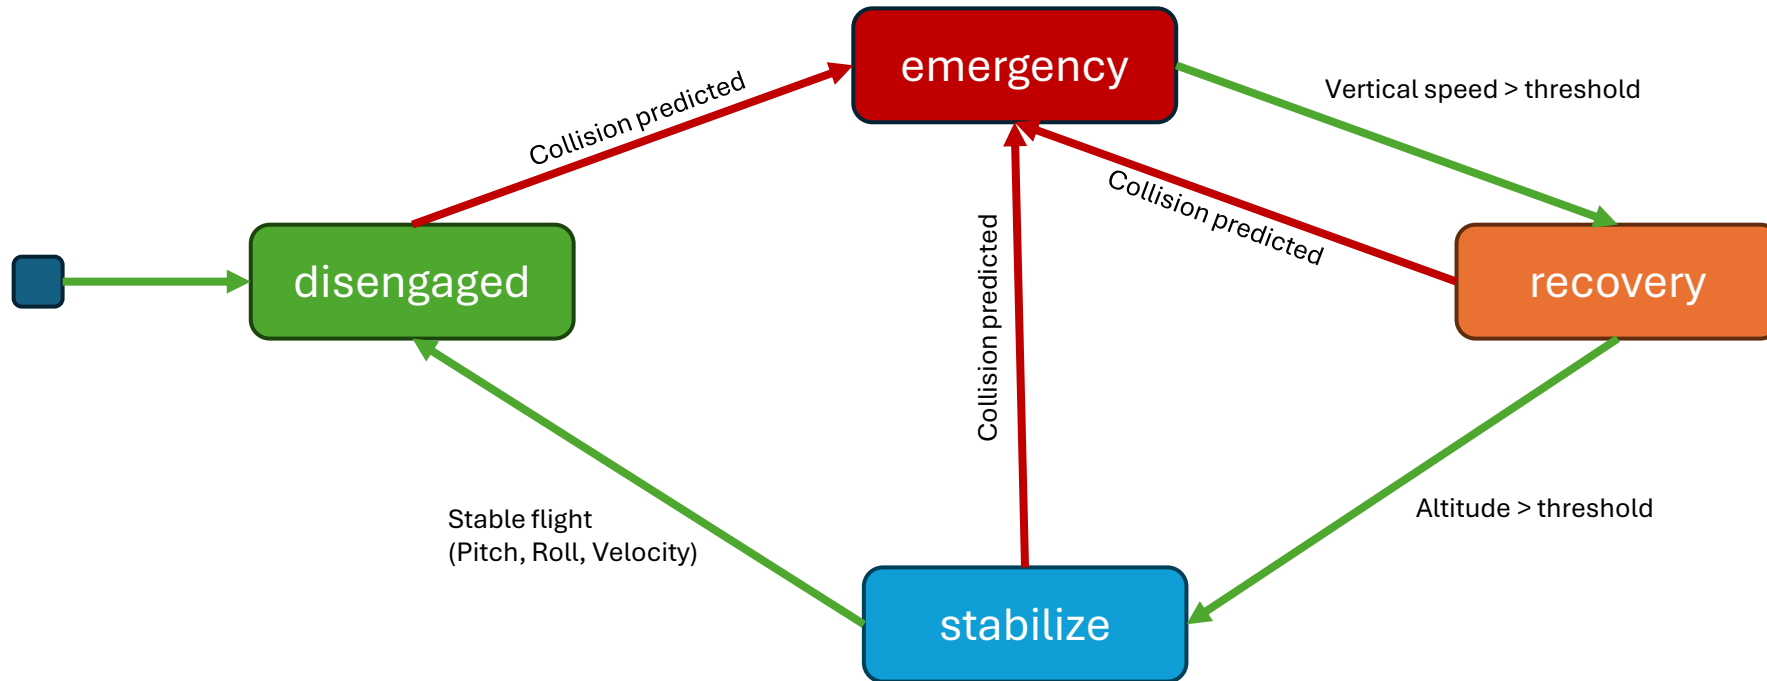 emergency
Collision predicted
Vertical speed > threshold
Collision predicted
disengaged
Collision predicted
recovery
Stable flight
(Pitch, Roll, Velocity)
Altitude > threshold
stabilize